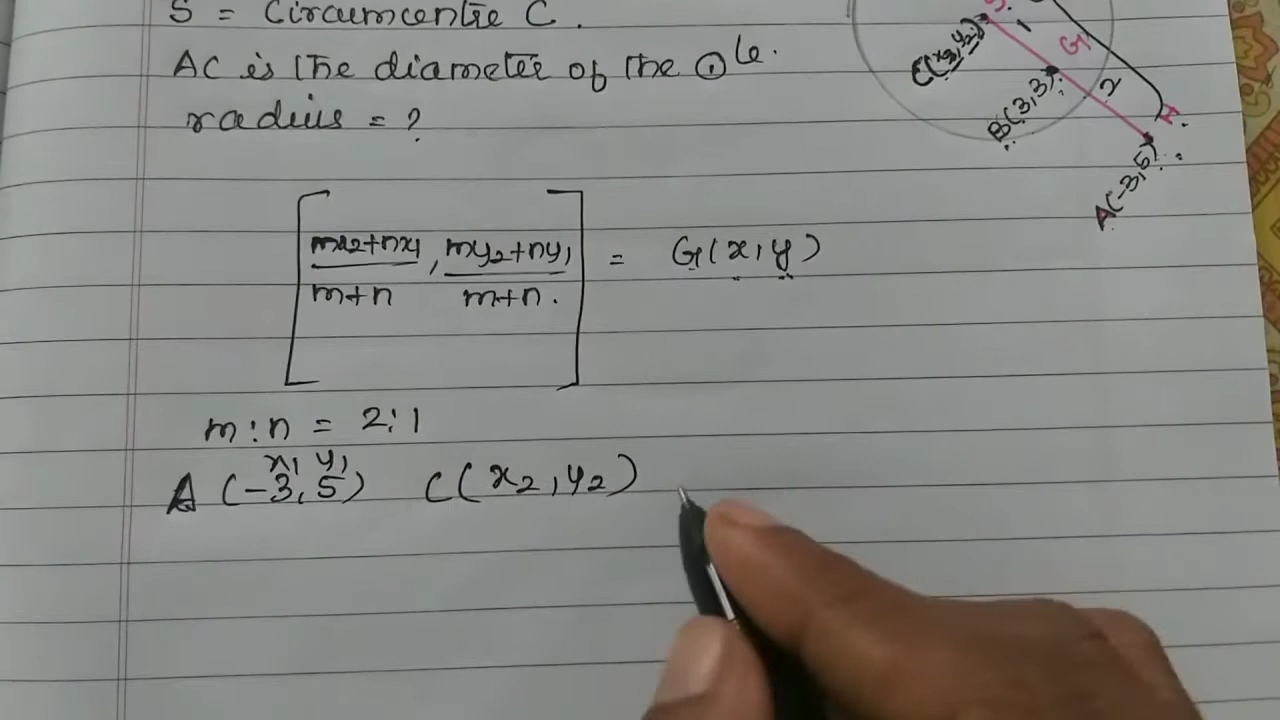 S = Circumcentre C.
AC is the diameter of the ⊙le.
radius = ?
C(x2, y2)
1
G
B(3, 3)
2
H
A(-3, 5)
[mx2+nx1/m+n, my2+ny1/m+n.] = G(x, y)
m:n = 2:1
x1 y1
A (-3, 5) C(x2, y2)